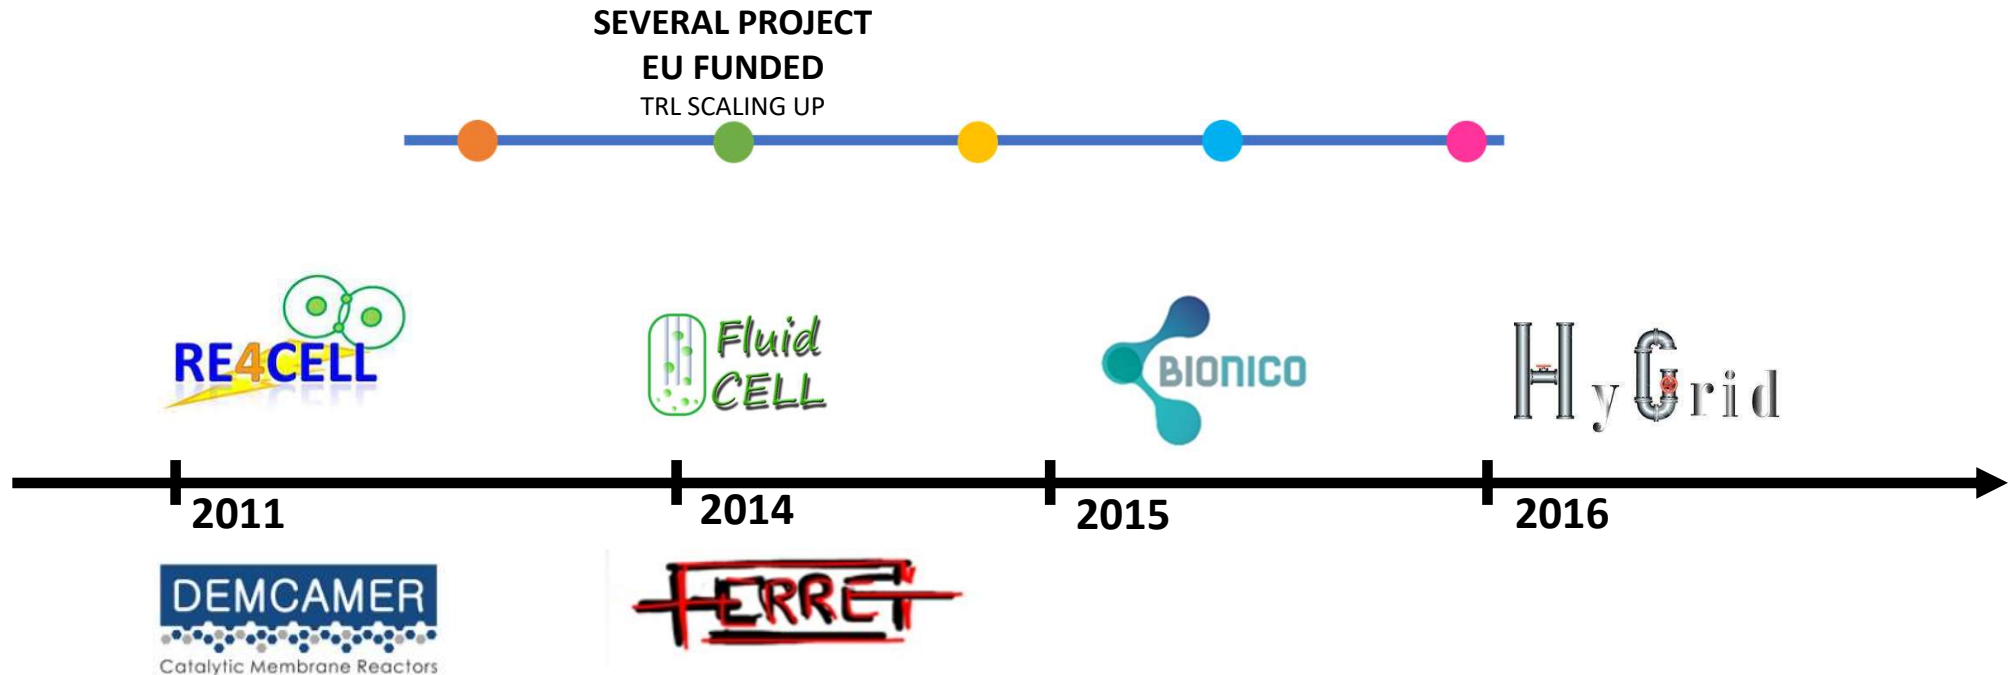 SEVERAL PROJECT
EU FUNDED
TRL SCALING UP
RE4CELL
Fluid
CELL
BIONICO
HyGrid
2011
2014
2015
2016
DEMCAMER
Catalytic Membrane Reactors
FERRET